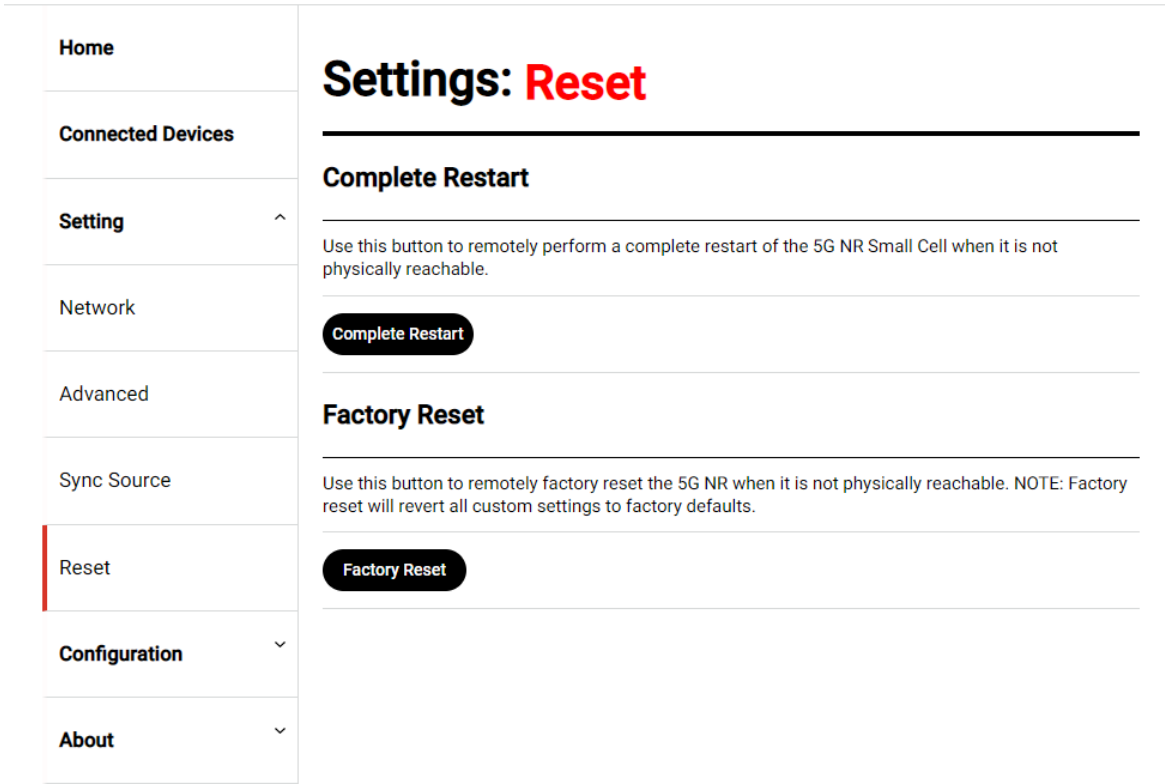 Home
Connected Devices
Setting
Network
Advanced
Sync Source
Reset
Configuration
About
Settings: Reset
Complete Restart
Use this button to remotely perform a complete restart of the 5G NR Small Cell when it is not
physically reachable.
Complete Restart
Factory Reset
Use this button to remotely factory reset the 5G NR when it is not physically reachable. NOTE: Factory
reset will revert all custom settings to factory defaults.
Factory Reset